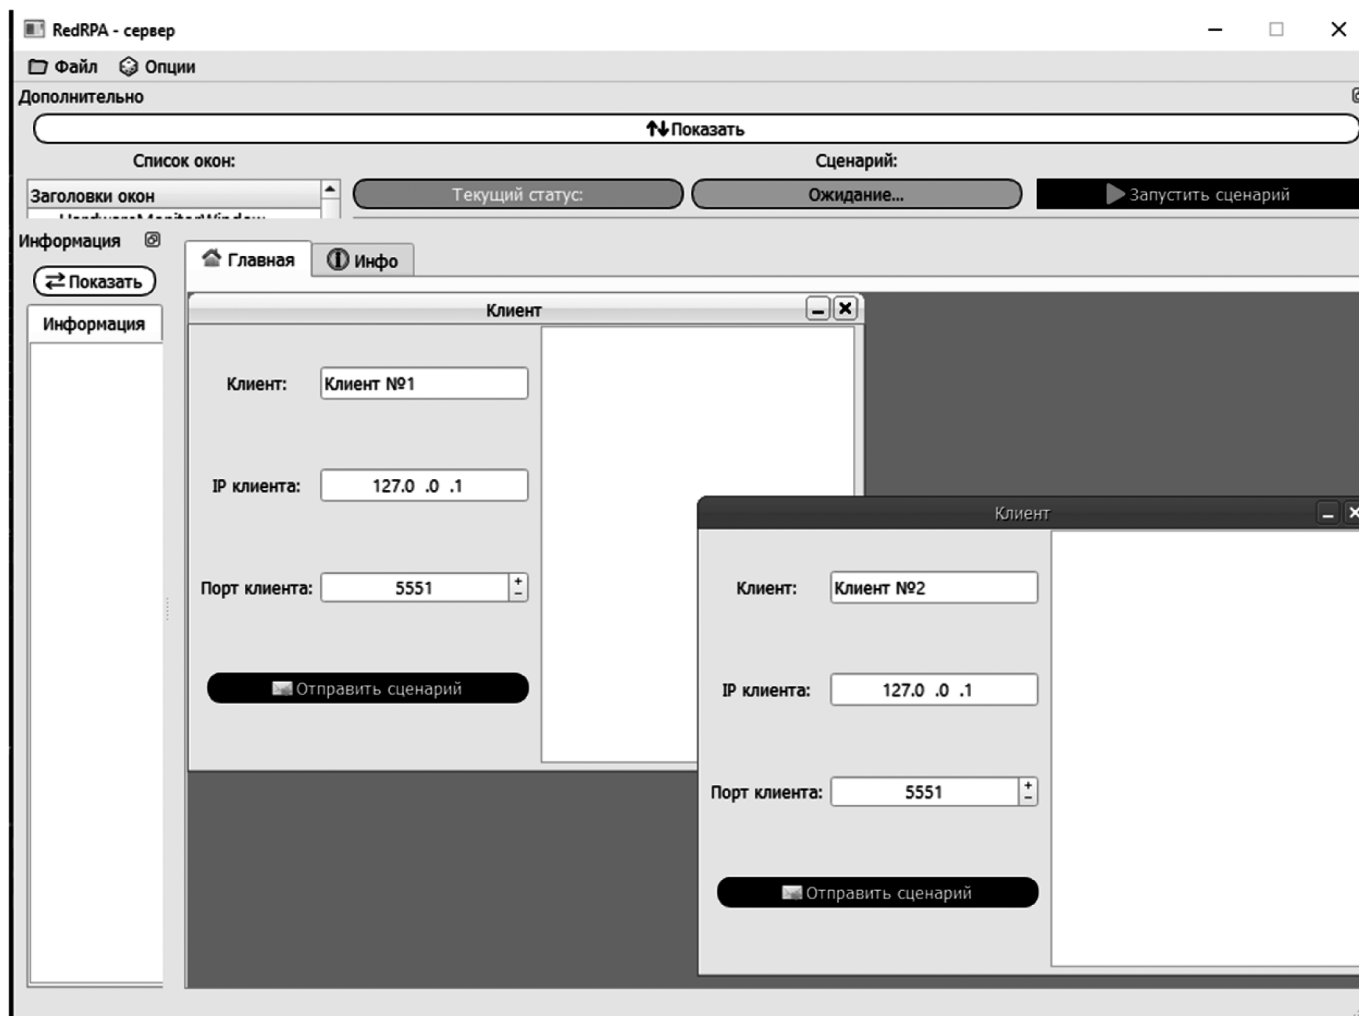 RedRPA - сервер
Файл Опции
Дополнительно
Показать
Список окон: Сценарий:
Заголовки окон Текущий статус: Ожидание... Запустить сценарий
HardwareMonitorWindow
Информация
Показать
Информация
Главная Инфо
Клиент
Клиент: Клиент №1
IP клиента: 127.0 .0 .1
Порт клиента: 5551
Отправить сценарий
Клиент
Клиент: Клиент №2
IP клиента: 127.0 .0 .1
Порт клиента: 5551
Отправить сценарий